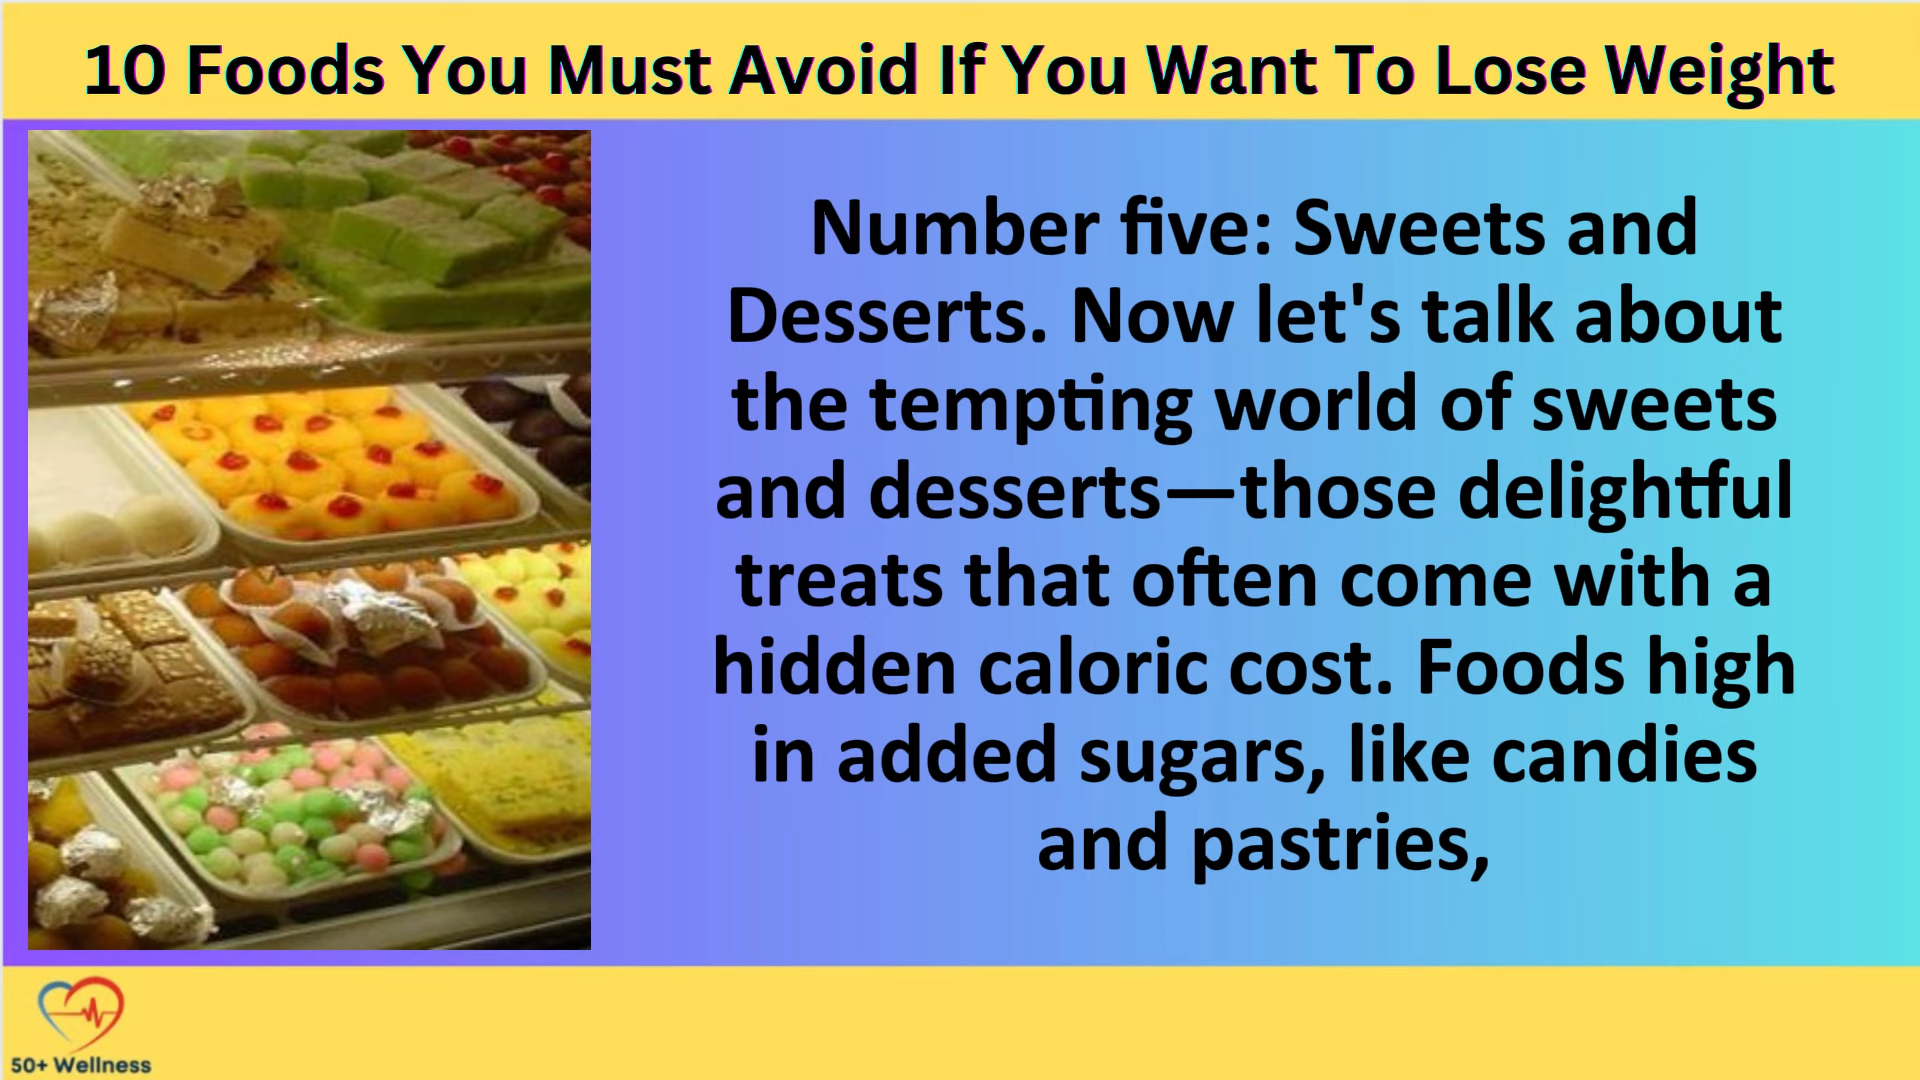 10 Foods You Must Avoid If You Want To Lose Weight
Number five: Sweets and
Desserts. Now let's talk about
the tempting world of sweets
and desserts—those delightful
treats that often come with a
hidden caloric cost. Foods high
in added sugars, like candies
and pastries,
50+ Wellness